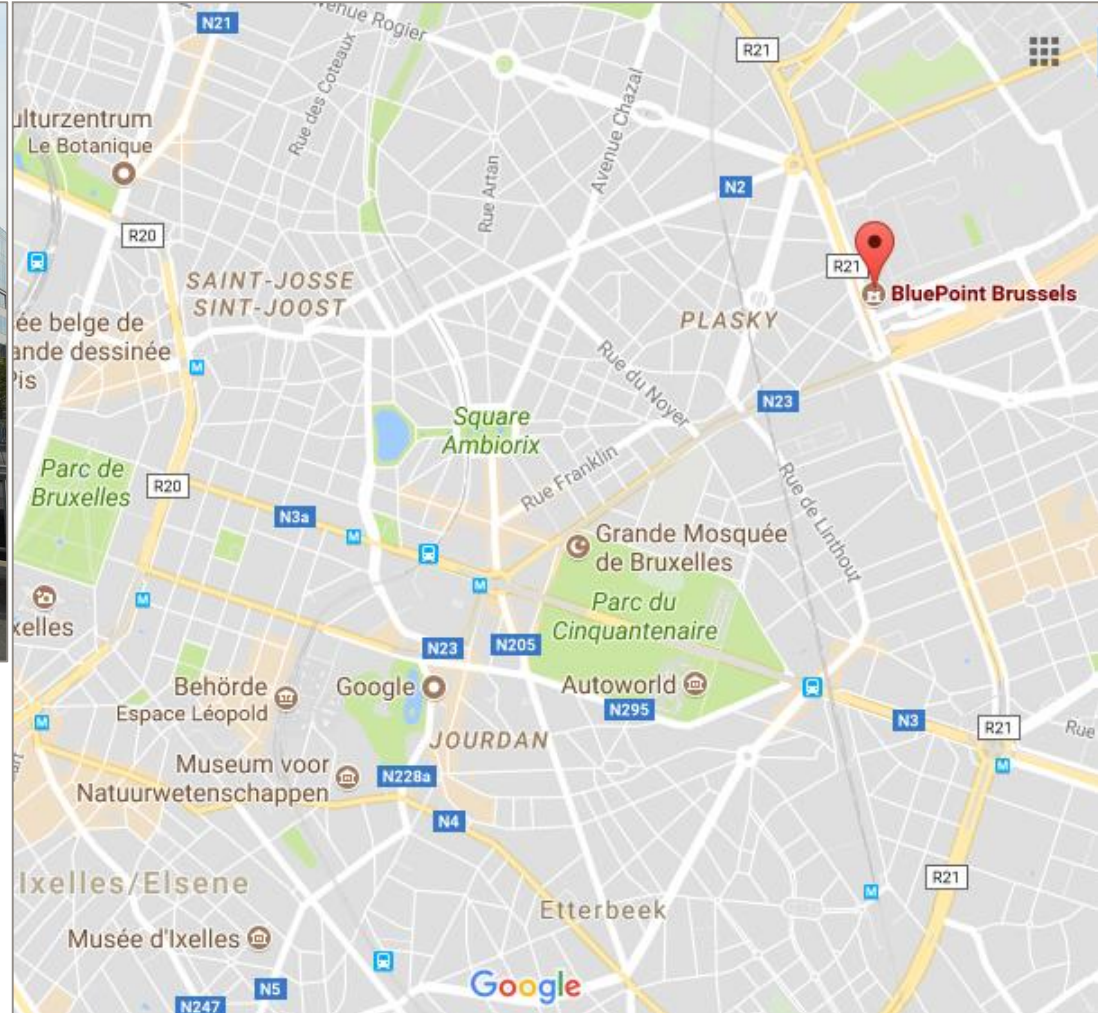 N21
Avenue Rogier
R21
Rue des Coteaux
Avenue Chazal
ulturzentrum
Le Botanique
Rue Artan
N2
R20
R21
SAINT-JOSSE
SINT-JOOST
BluePoint Brussels
PLASKY
ée belge de
ande dessinée
Pis
Rue du Noyer
N23
Square
Ambiorix
Parc de
Bruxelles
R20
Rue Franklin
Rue de Linthout
N3a
Grande Mosquée
de Bruxelles
Parc du
Cinquantenaire
xelles
N23
N205
Behörde
Espace Léopold
Google
Autoworld
N295
N3
R21
Rue
JOURDAN
Museum voor
Natuurwetenschappen
N228a
N4
Ixelles/Elsene
R21
Etterbeek
Musée d'Ixelles
Google
N5
N247
M
M
M
M
M
M
M